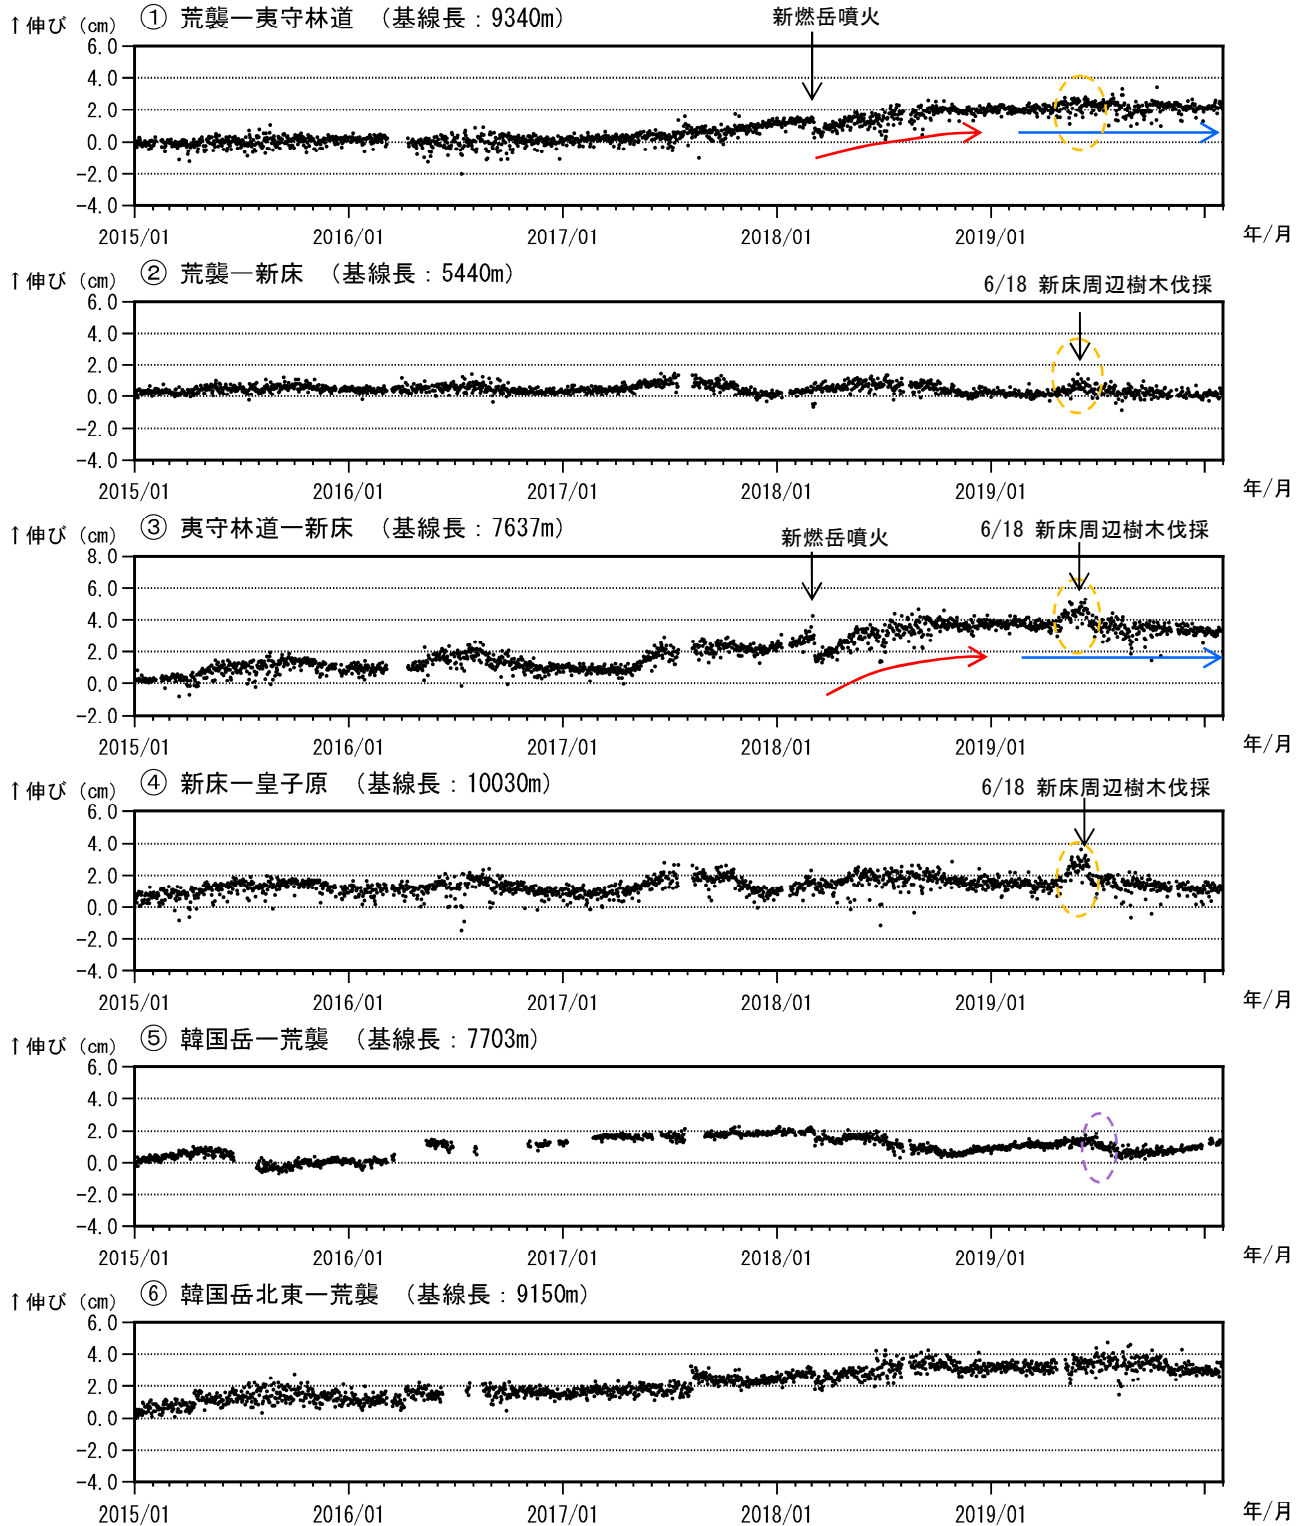 ↑伸び (cm) ① 荒襲―夷守林道 （基線長：9340m） 新燃岳噴火
6.0
4.0
2.0
0.0
-2.0
-4.0
2015/01 2016/01 2017/01 2018/01 2019/01 年/月
↑伸び (cm) ② 荒襲―新床 （基線長：5440m）
6/18 新床周辺樹木伐採
6.0
4.0
2.0
0.0
-2.0
-4.0
2015/01 2016/01 2017/01 2018/01 2019/01 年/月
↑伸び (cm) ③ 夷守林道―新床 （基線長：7637m） 新燃岳噴火 6/18 新床周辺樹木伐採
8.0
6.0
4.0
2.0
0.0
-2.0
2015/01 2016/01 2017/01 2018/01 2019/01 年/月
↑伸び (cm) ④ 新床―皇子原 （基線長：10030m） 6/18 新床周辺樹木伐採
6.0
4.0
2.0
0.0
-2.0
-4.0
2015/01 2016/01 2017/01 2018/01 2019/01 年/月
↑伸び (cm) ⑤ 韓国岳―荒襲 （基線長：7703m）
6.0
4.0
2.0
0.0
-2.0
-4.0
2015/01 2016/01 2017/01 2018/01 2019/01 年/月
↑伸び (cm) ⑥ 韓国岳北東―荒襲 （基線長：9150m）
6.0
4.0
2.0
0.0
-2.0
-4.0
2015/01 2016/01 2017/01 2018/01 2019/01 年/月